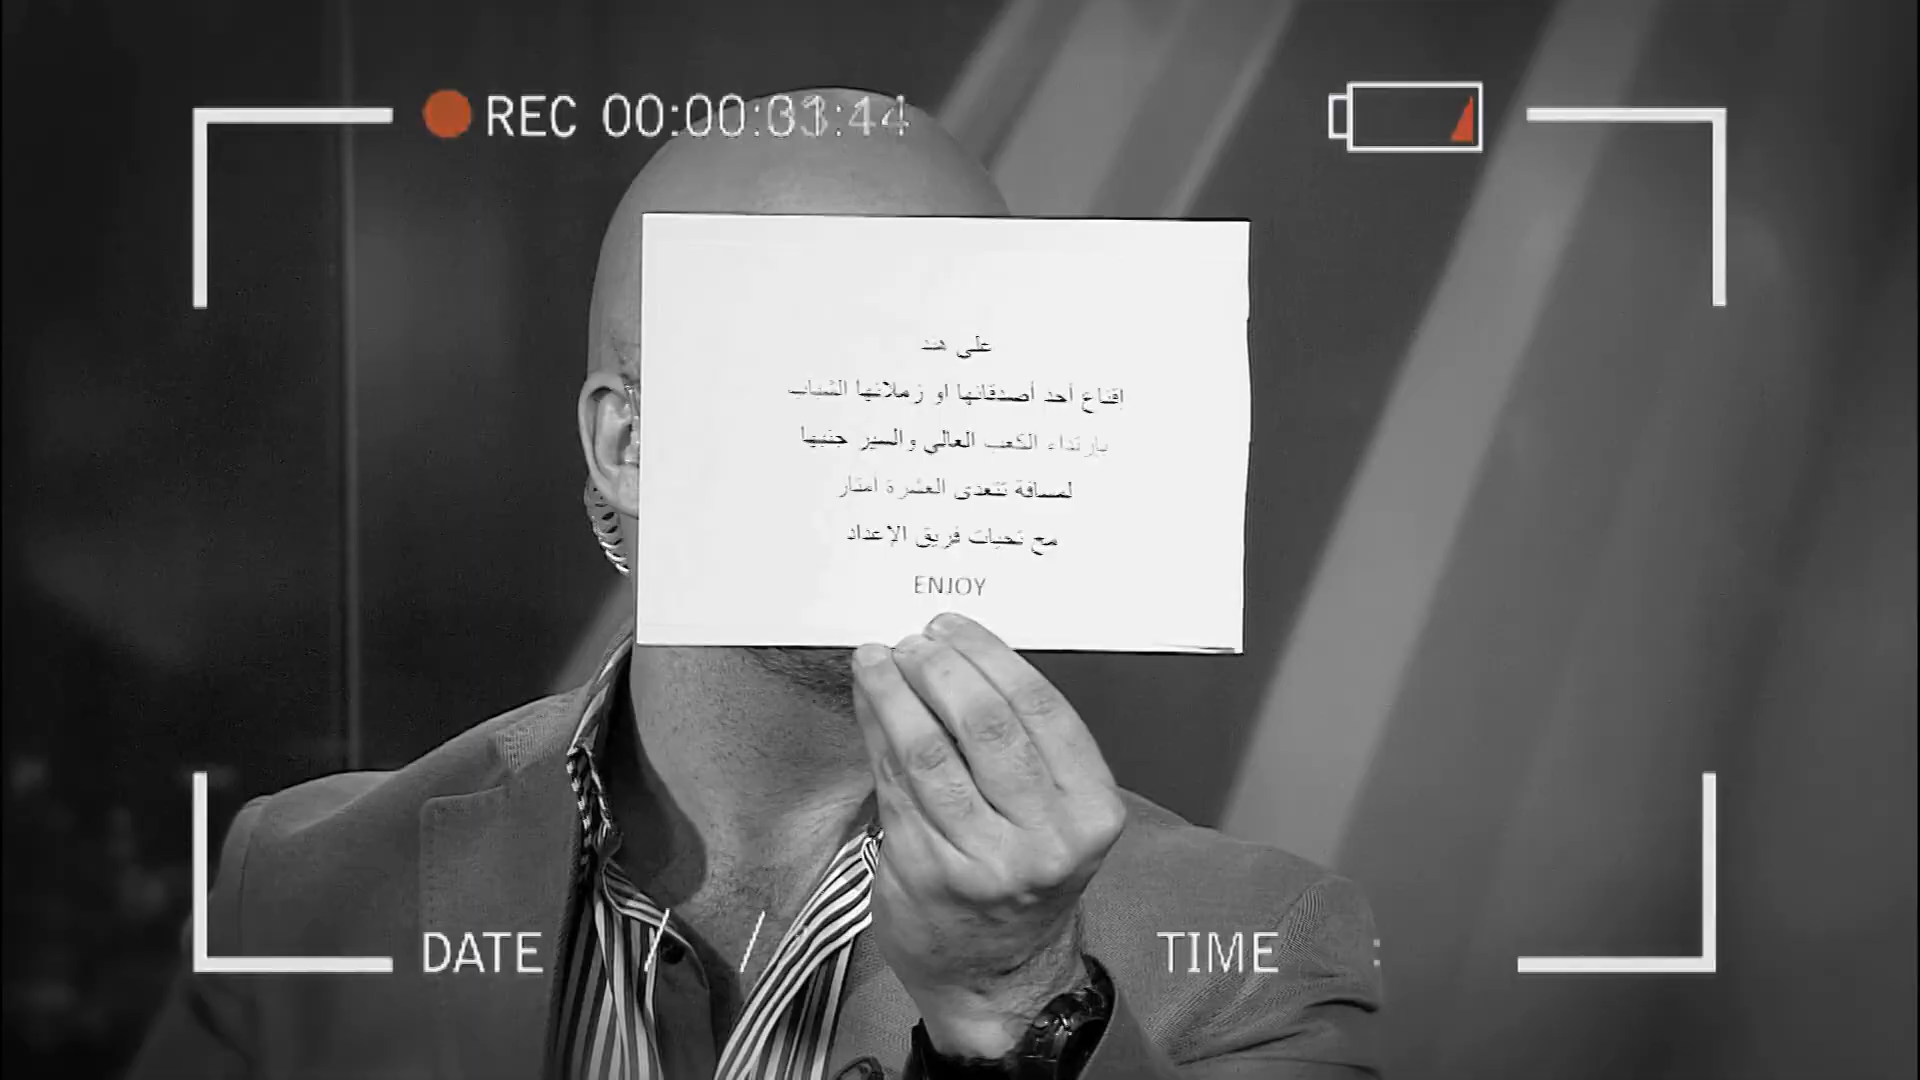 REC 00:00:
على هند
إقناع أحد أصدقائها او زملائها الشباب
بارتداء الكعب العالي والسير جنبها
لمسافة تتعدى العشرة أمتار
مع تحيات فريق الإعداد
ENJOY
DATE / /
TIME :